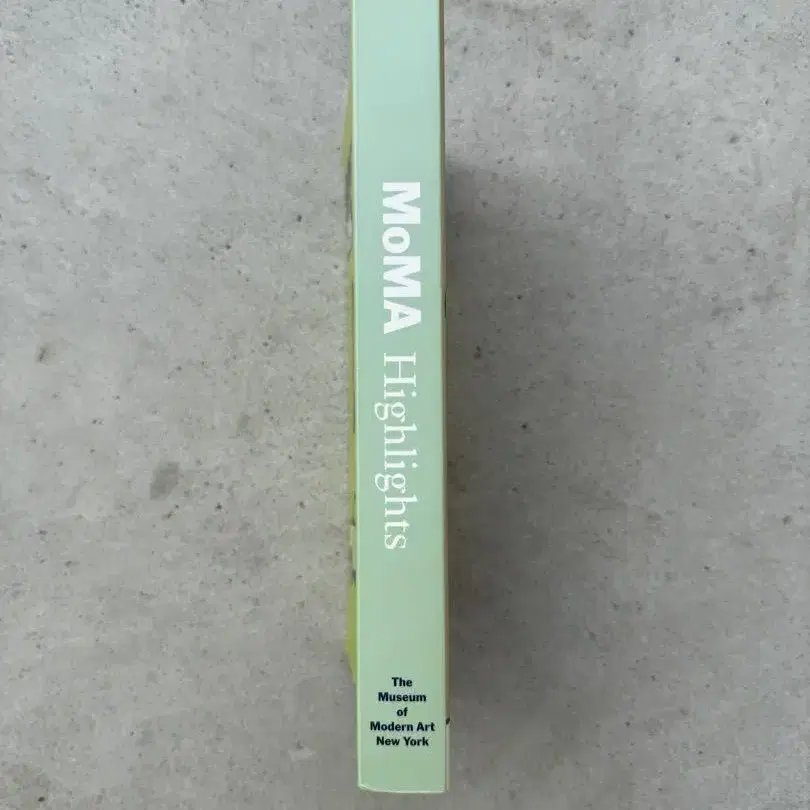 MoMA Highlights
The
Museum
of
Modern Art
New York